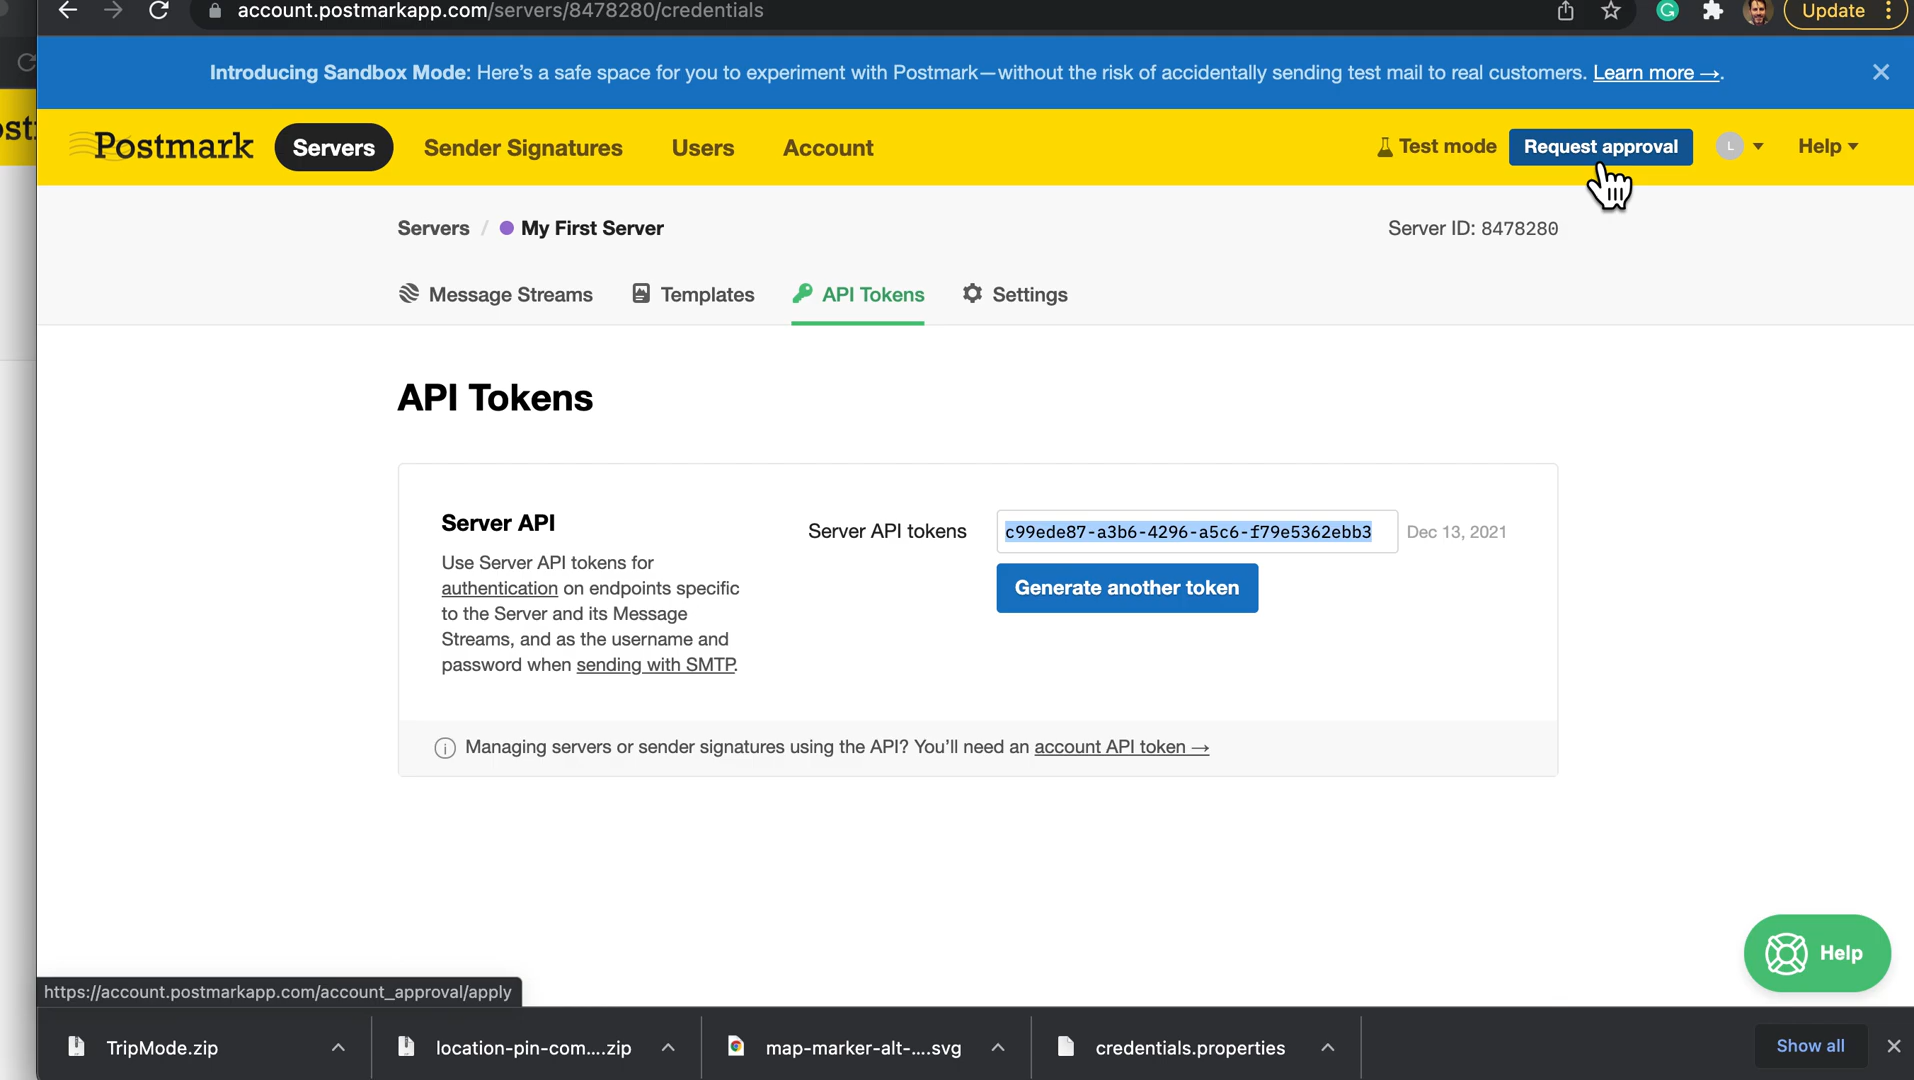 account.postmarkapp.com/servers/8478280/credentials
Update
Introducing Sandbox Mode: Here's a safe space for you to experiment with Postmark—without the risk of accidentally sending test mail to real customers. Learn more →.
Postmark
Servers
Sender Signatures
Users
Account
Test mode
Request approval
L
Help
Servers / My First Server
Server ID: 8478280
Message Streams
Templates
API Tokens
Settings
API Tokens
Server API
Use Server API tokens for
authentication on endpoints specific
to the Server and its Message
Streams, and as the username and
password when sending with SMTP.
Server API tokens
c99ede87-a3b6-4296-a5c6-f79e5362ebb3
Dec 13, 2021
Generate another token
Managing servers or sender signatures using the API? You'll need an account API token →
Help
https://account.postmarkapp.com/account_approval/apply
TripMode.zip
location-pin-com....zip
map-marker-alt-....svg
credentials.properties
Show all